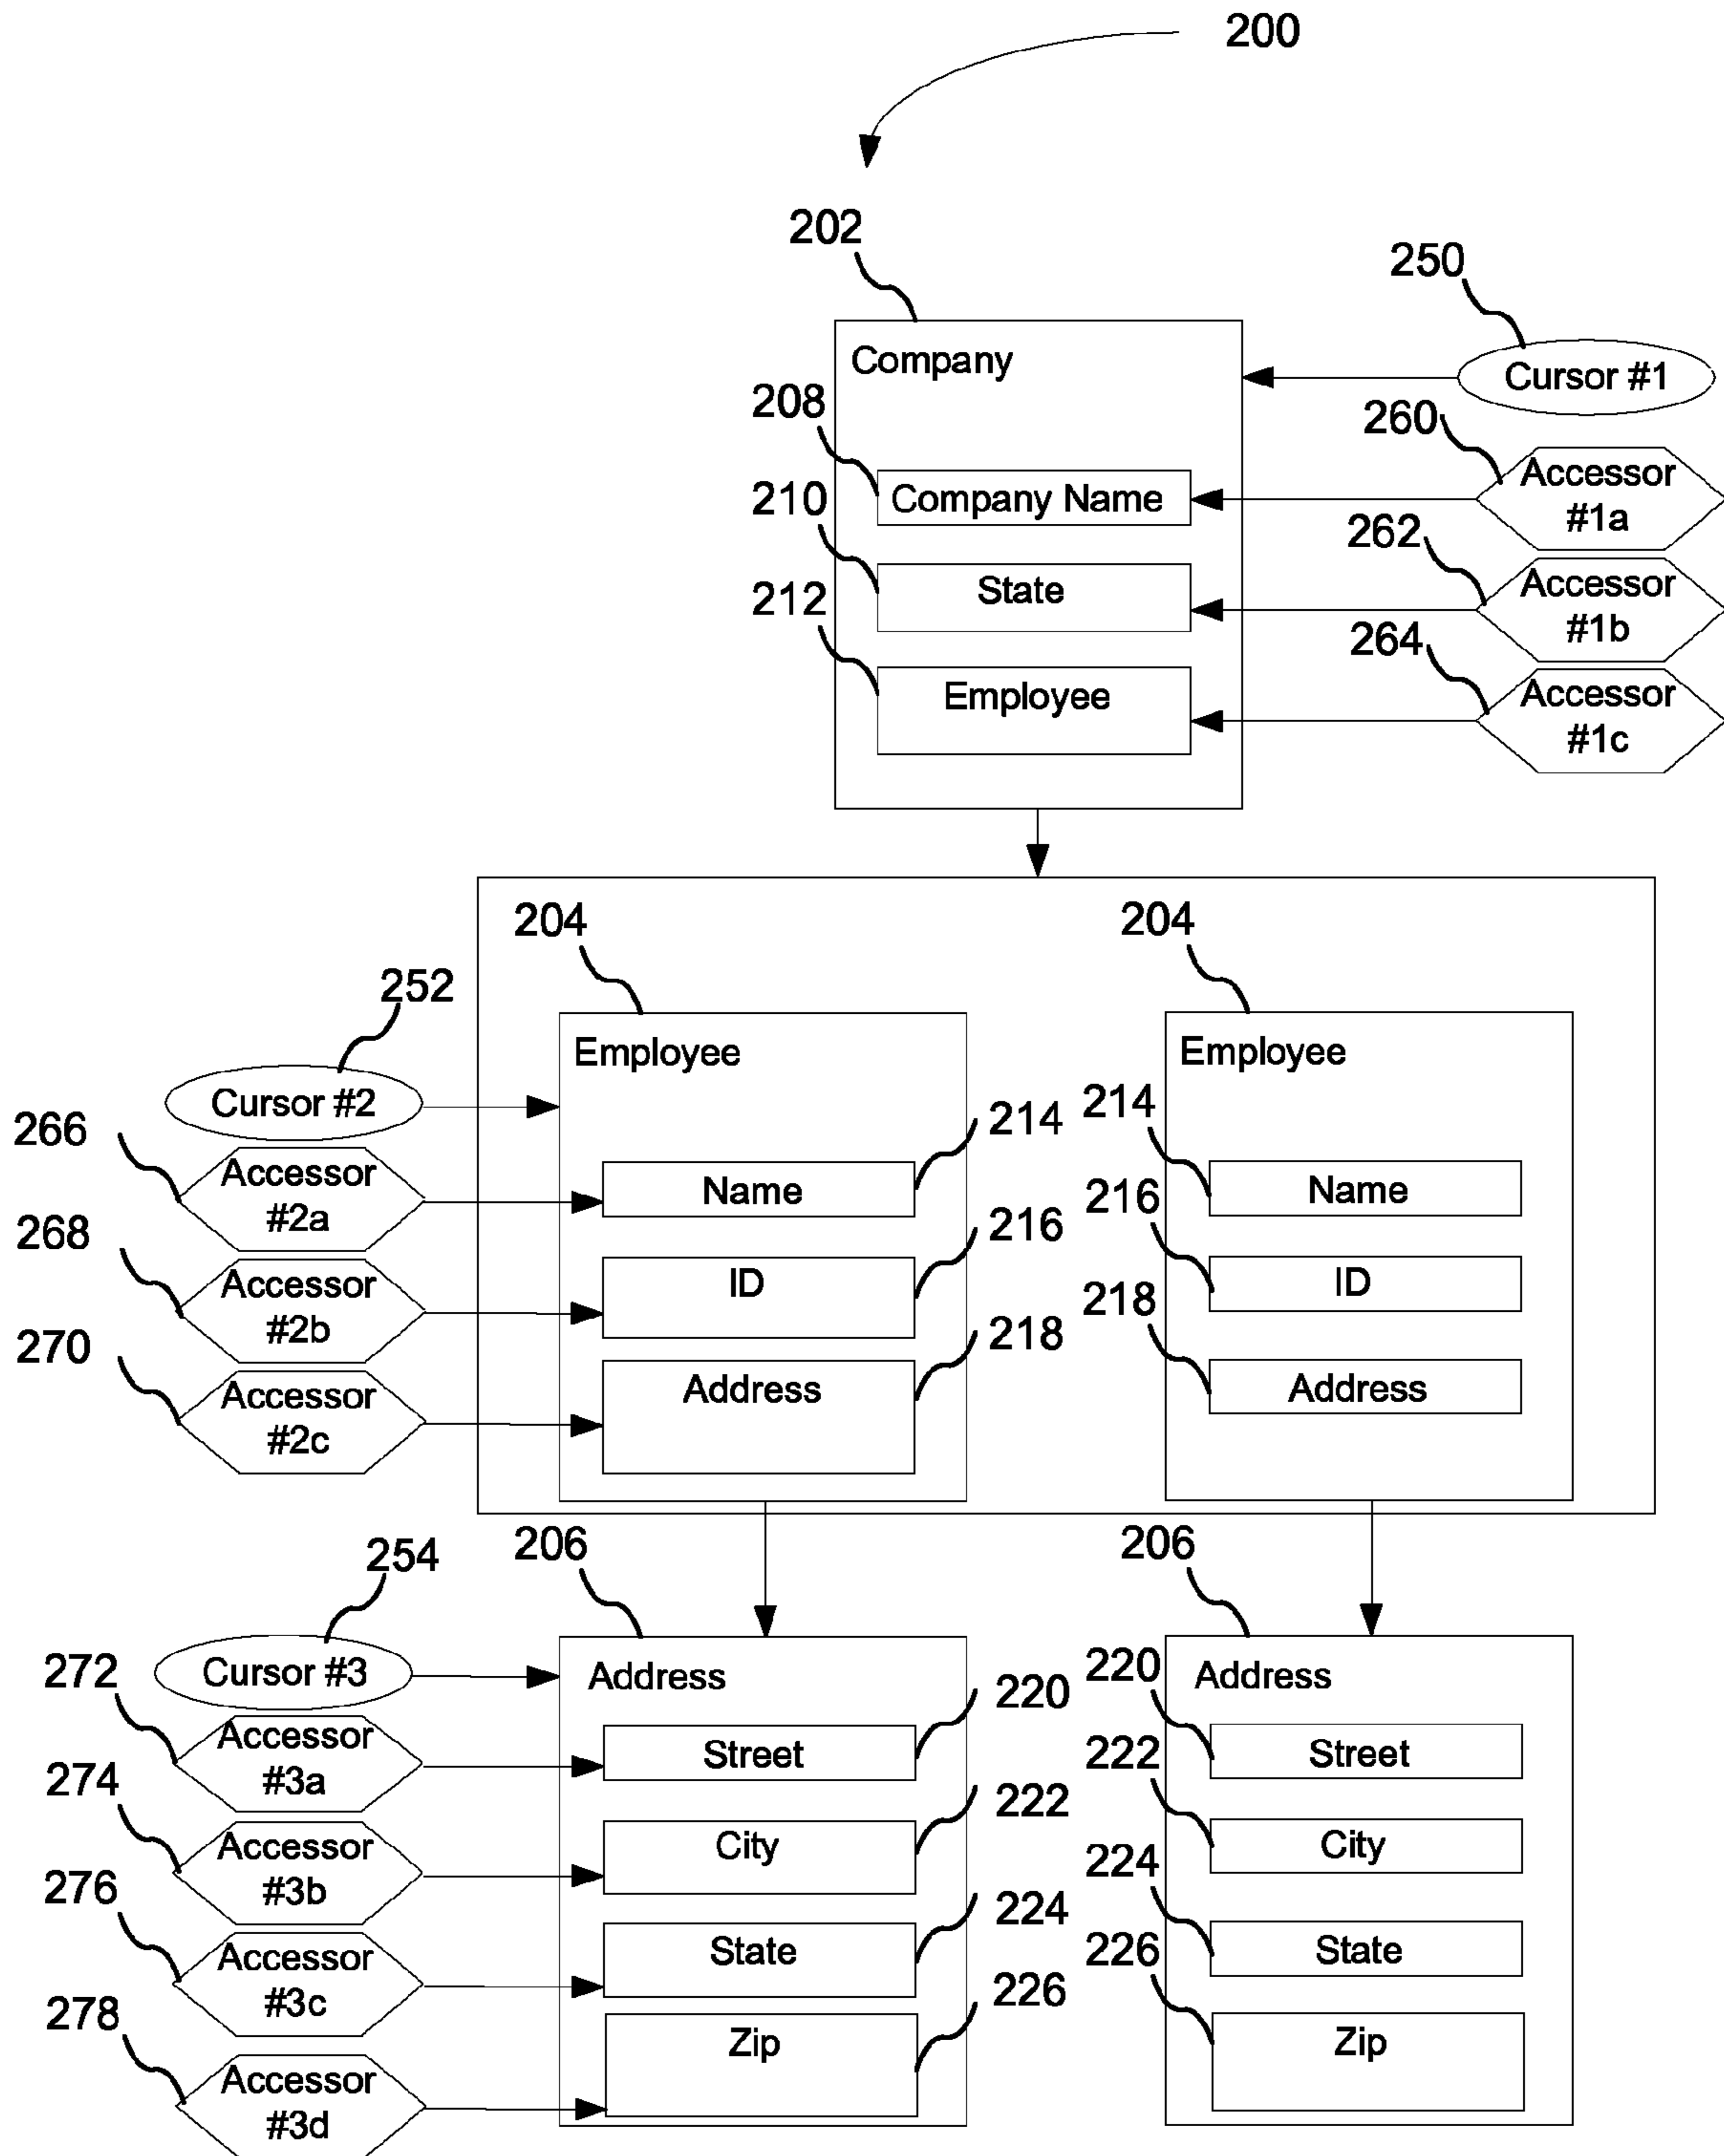 200
202
250
Company
Cursor #1
208
260
Company Name
Accessor
#1a
210
262
State
Accessor
#1b
212
264
Employee
Accessor
#1c
204
204
252
Employee
Employee
Cursor #2
214
214
266
Accessor
#2a
Name
Name
216
216
268
Accessor
#2b
ID
ID
218
218
270
Accessor
#2c
Address
Address
254
206
206
Cursor #3
Address
Address
272
220
220
Accessor
#3a
Street
Street
274
222
222
Accessor
#3b
City
City
276
224
224
Accessor
#3c
State
State
278
226
226
Accessor
#3d
Zip
Zip